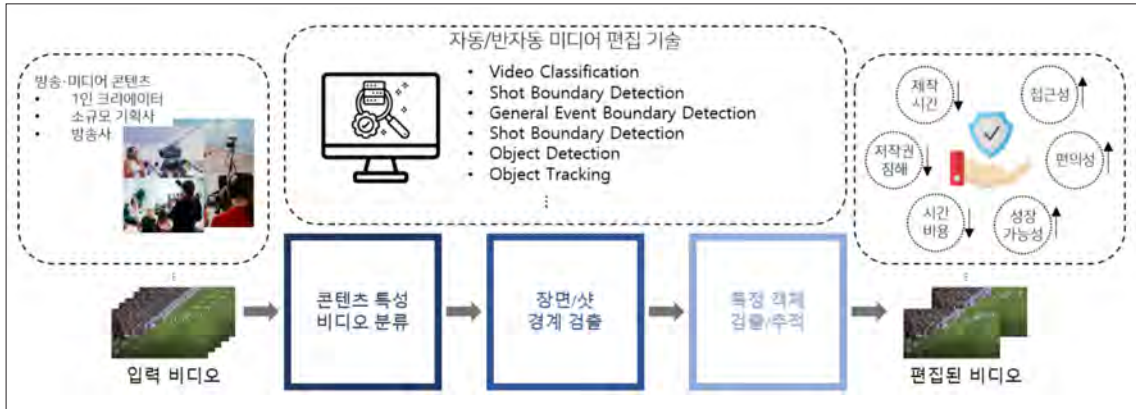 방송·미디어 콘텐츠
• 1인 크리에이터
• 소규모 기획사
• 방송사
자동/반자동 미디어 편집 기술
• Video Classification
• Shot Boundary Detection
• General Event Boundary Detection
• Shot Boundary Detection
• Object Detection
• Object Tracking
⋮
제작
시간
접근성
저작권
침해
편의성
시간
비용
성장
가능성
입력 비디오
콘텐츠 특성
비디오 분류
장면/샷
경계 검출
특정 객체
검출/추적
편집된 비디오